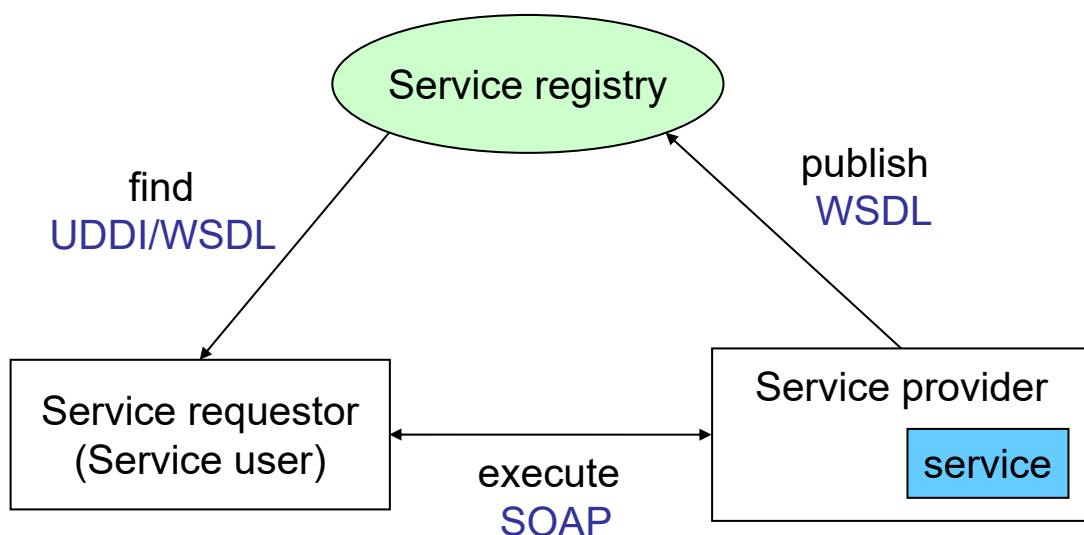 Service registry
find
UDDI/WSDL
publish
WSDL
Service requestor
(Service user)
execute
SOAP
Service provider
service